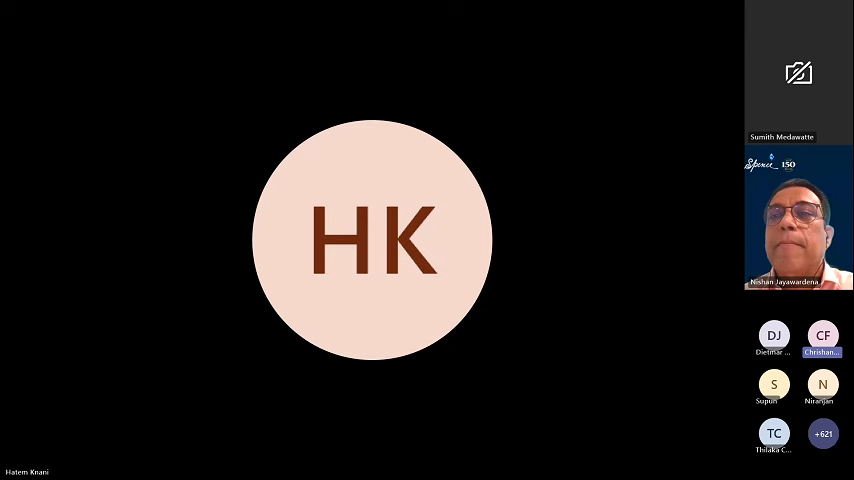 HK
Hatem Knani
Sumith Medawatte
Spence 150
Nishan Jayawardena
DJ
Dietmar ...
CF
Chrishan...
S
Supun
N
Niranjan
TC
Thilaka C...
+621